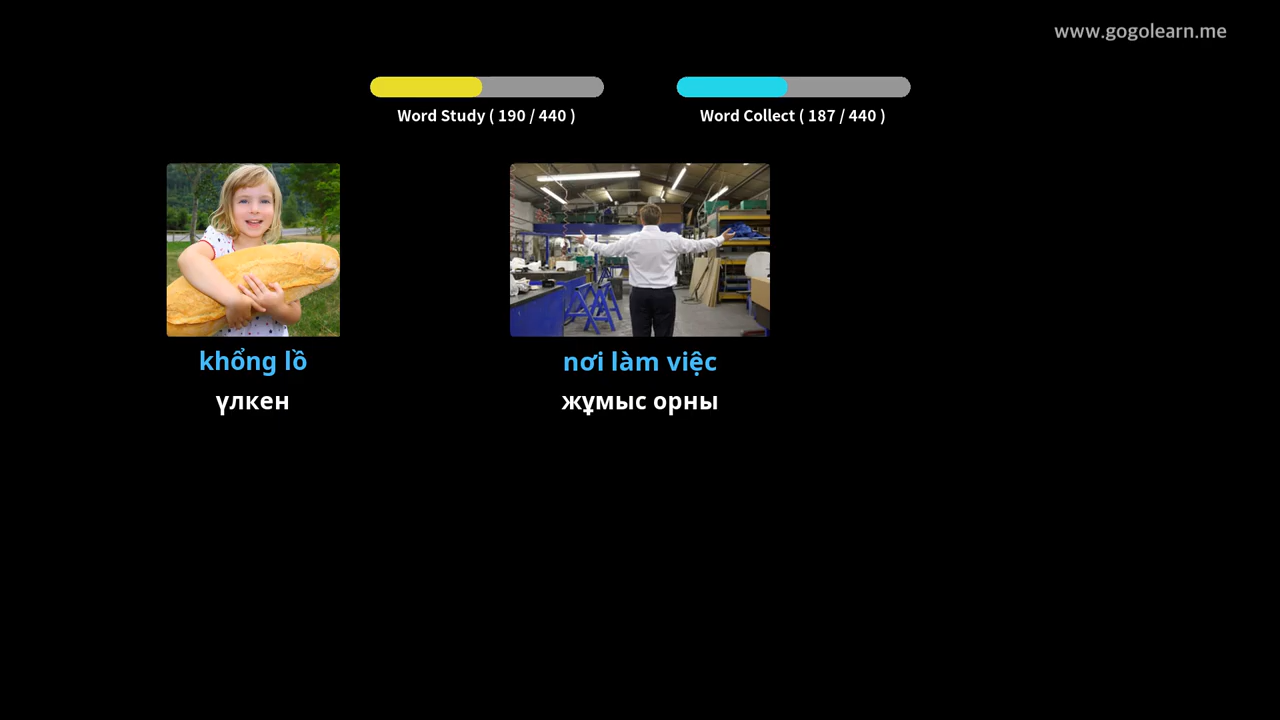 www.gogolearn.me
Word Study ( 190 / 440 )
Word Collect ( 187 / 440 )
khổng lồ
үлкен
nơi làm việc
жұмыс орны